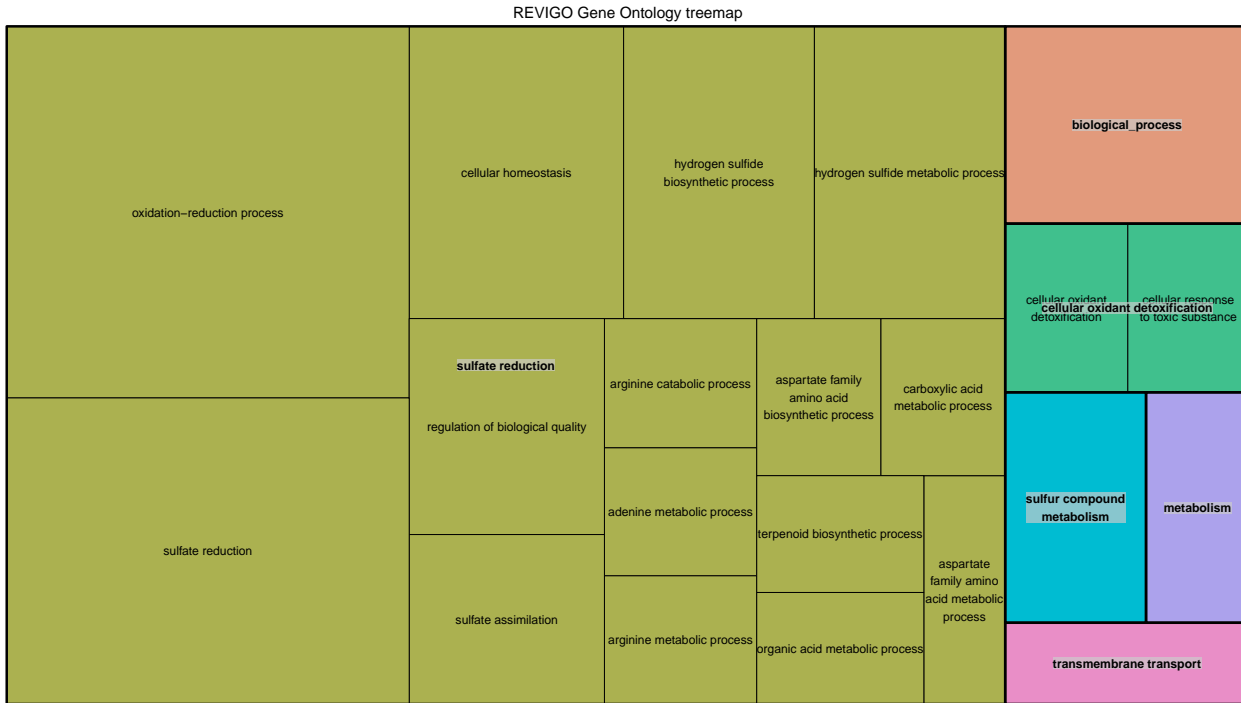 REVIGO Gene Ontology treemap
oxidation−reduction process
sulfate reduction
cellular homeostasis
hydrogen sulfide
biosynthetic process
hydrogen sulfide metabolic process
sulfate reduction
regulation of biological quality
sulfate assimilation
arginine catabolic process
adenine metabolic process
arginine metabolic process
aspartate family
amino acid
biosynthetic process
carboxylic acid
metabolic process
terpenoid biosynthetic process
organic acid metabolic process
aspartate
family amino
acid metabolic
process
biological_process
cellular oxidant
detoxification
cellular oxidant detoxification
cellular response
to toxic substance
sulfur compound
metabolism
metabolism
transmembrane transport